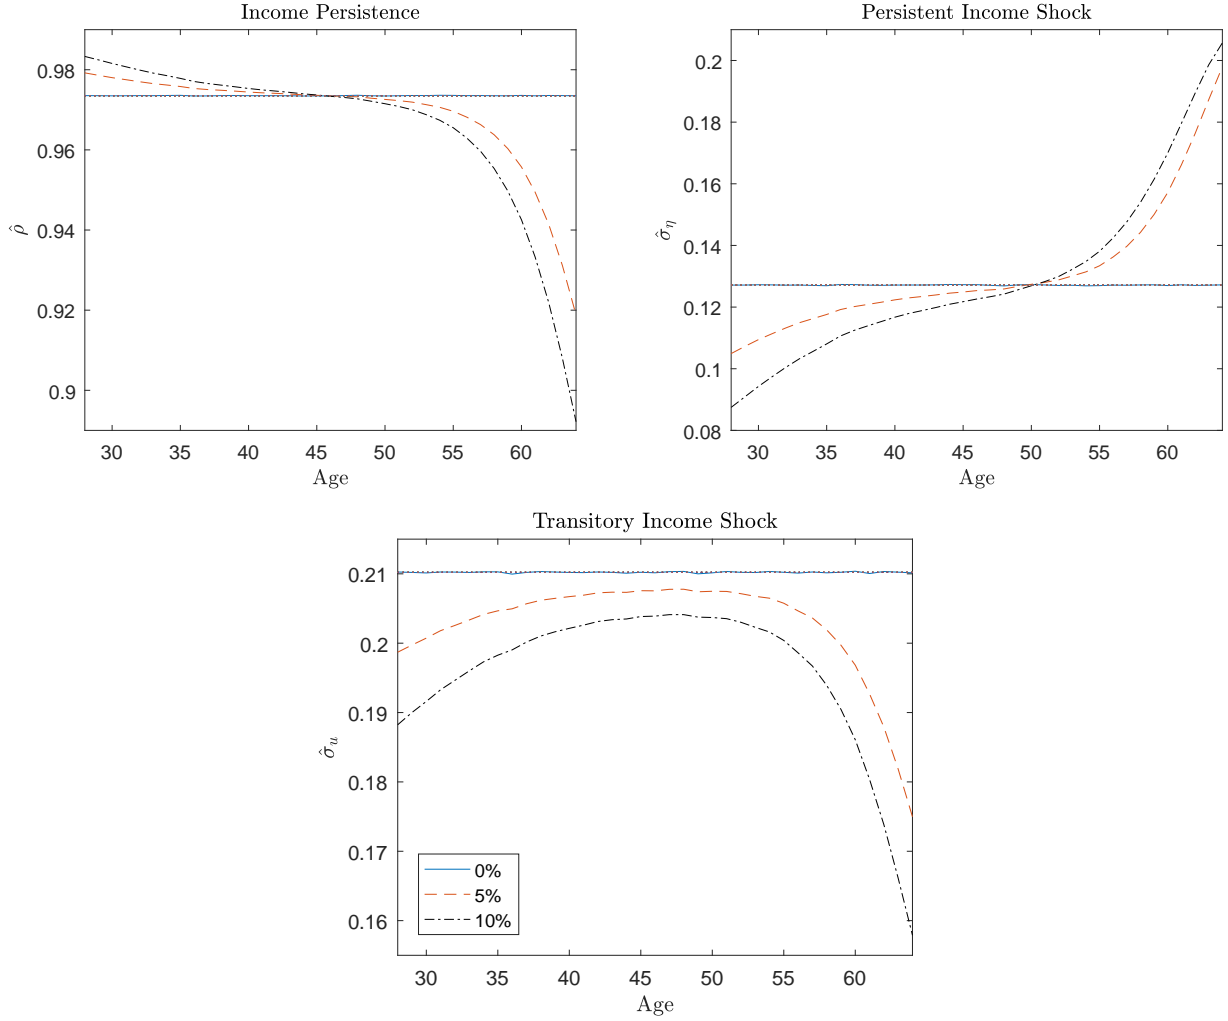 Income Persistence
0.98
0.96
0.94
0.92
0.9
ρ̂
30 35 40 45 50 55 60
Age
Persistent Income Shock
0.2
0.18
0.16
0.14
0.12
0.1
0.08
σ̂η
30 35 40 45 50 55 60
Age
Transitory Income Shock
0.21
0.2
0.19
0.18
0.17
0.16
σ̂u
0%
5%
10%
30 35 40 45 50 55 60
Age